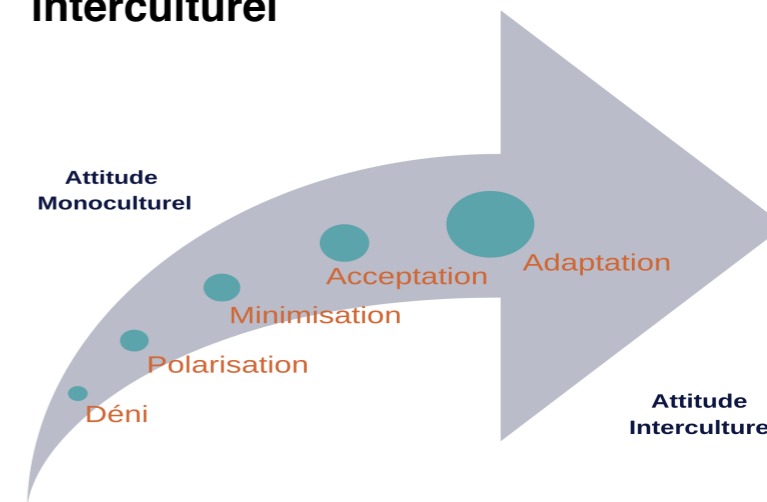 interculturel
Attitude
Monoculturel
Adaptation
Acceptation
Minimisation
Polarisation
Déni
Attitude
Interculture